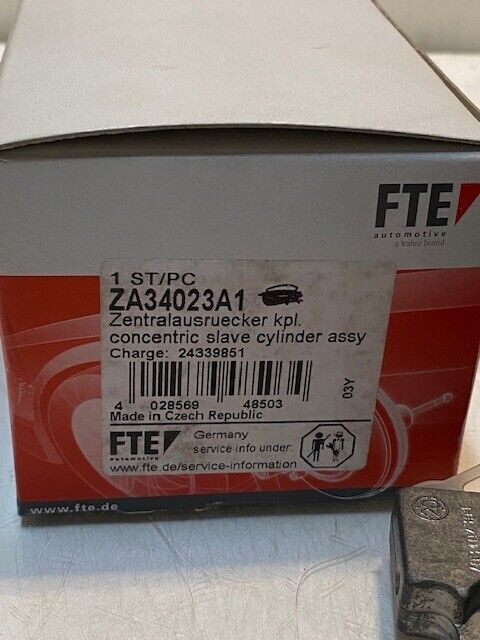 FTE
automotive
a Valeo brand
1 ST/PC
ZA34023A1
Zentralausruecker kpl.
concentric slave cylinder assy
Charge: 24339851
4 028569 48503
03Y
Made in Czech Republic
FTE
automotive
Germany
service info under:
www.fte.de/service-information
www.fte.de